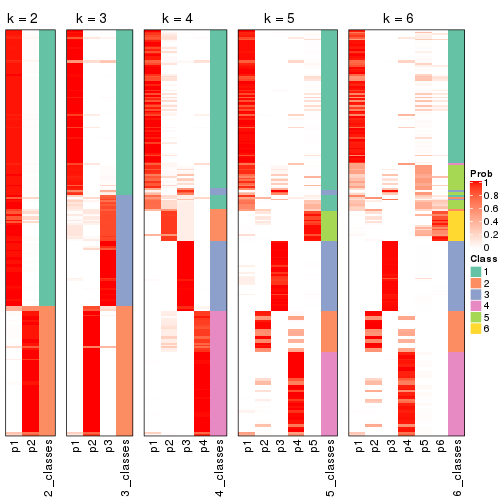 k = 2
k = 3
k = 4
k = 5
k = 6
Prob
1
0.8
0.6
0.4
0.2
0
Class
1
2
3
4
5
6
p1
p2
2_classes
p1
p2
p3
3_classes
p1
p2
p3
p4
4_classes
p1
p2
p3
p4
p5
5_classes
p1
p2
p3
p4
p5
p6
6_classes